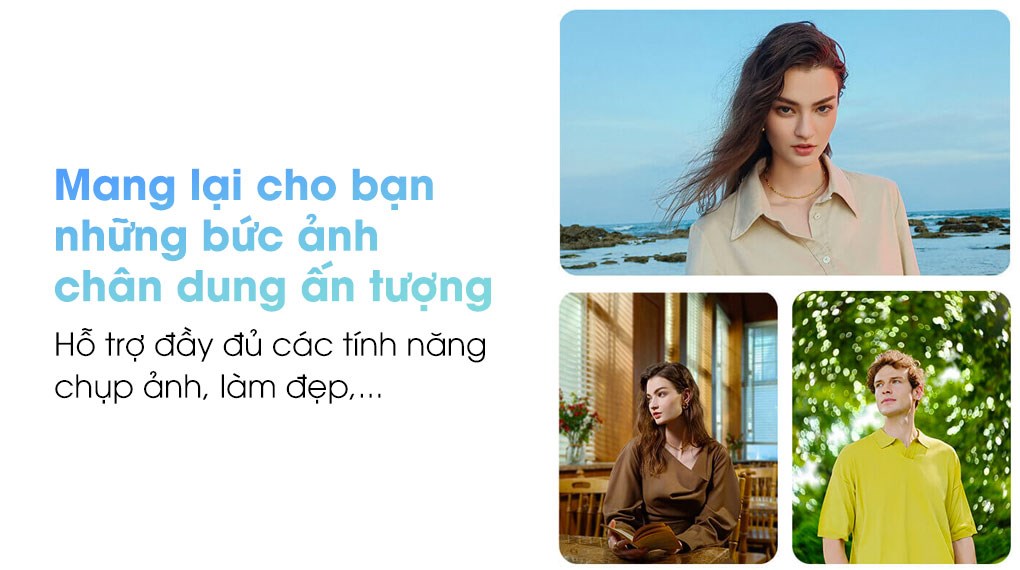 Mang lại cho bạn
những bức ảnh
chân dung ấn tượng
Hỗ trợ đầy đủ các tính năng
chụp ảnh, làm đẹp,...